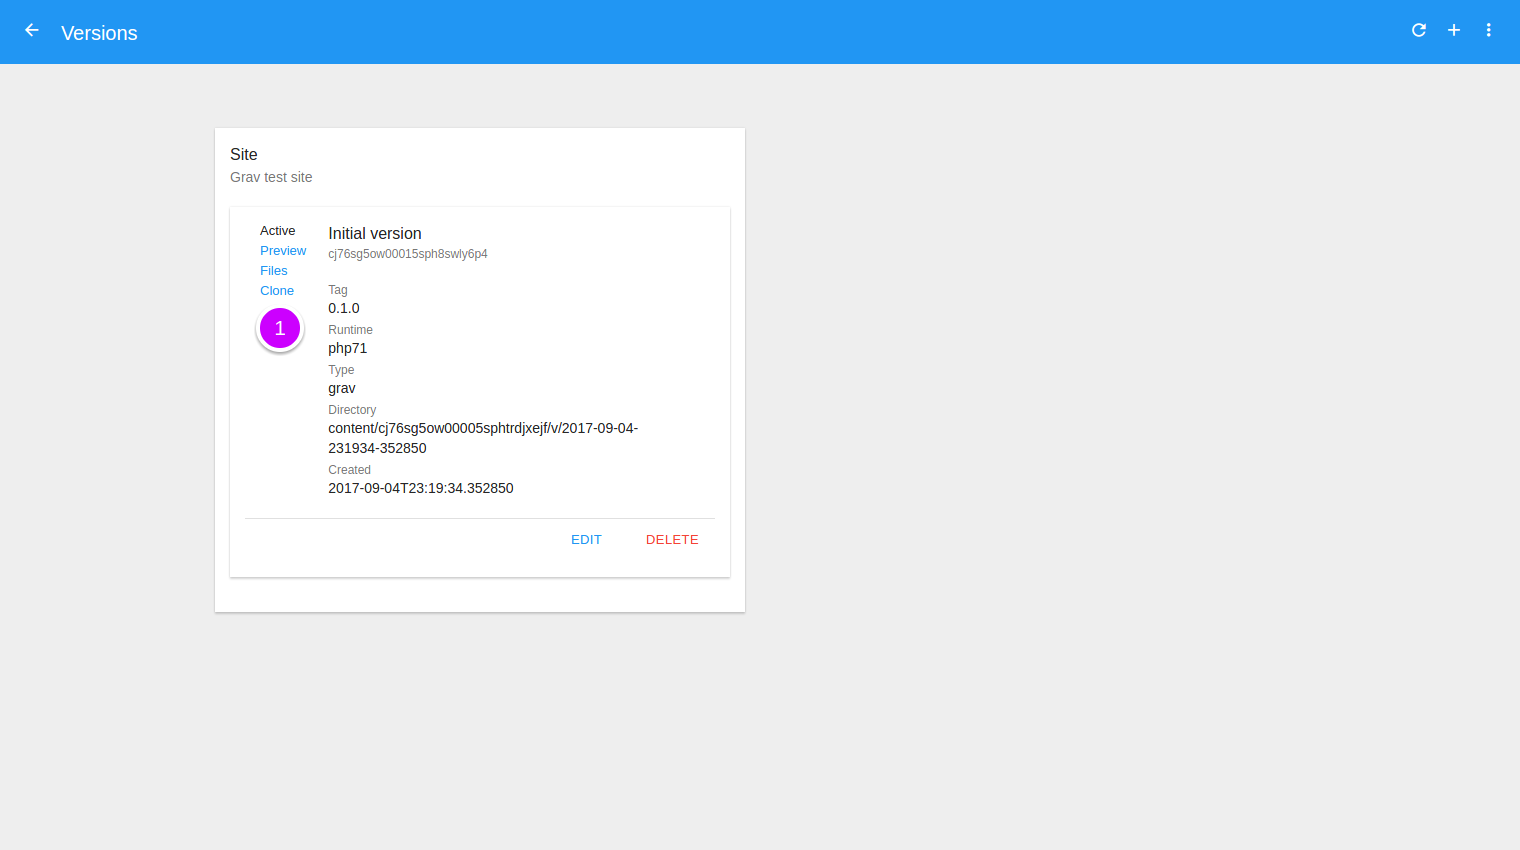 Versions
Site
Grav test site
Active
Preview
Files
Clone
1
Initial version
cj76sg5ow00015sph8swly6p4
Tag
0.1.0
Runtime
php71
Type
grav
Directory
content/cj76sg5ow00005sphtrdjxejf/v/2017-09-04-
231934-352850
Created
2017-09-04T23:19:34.352850
EDIT DELETE